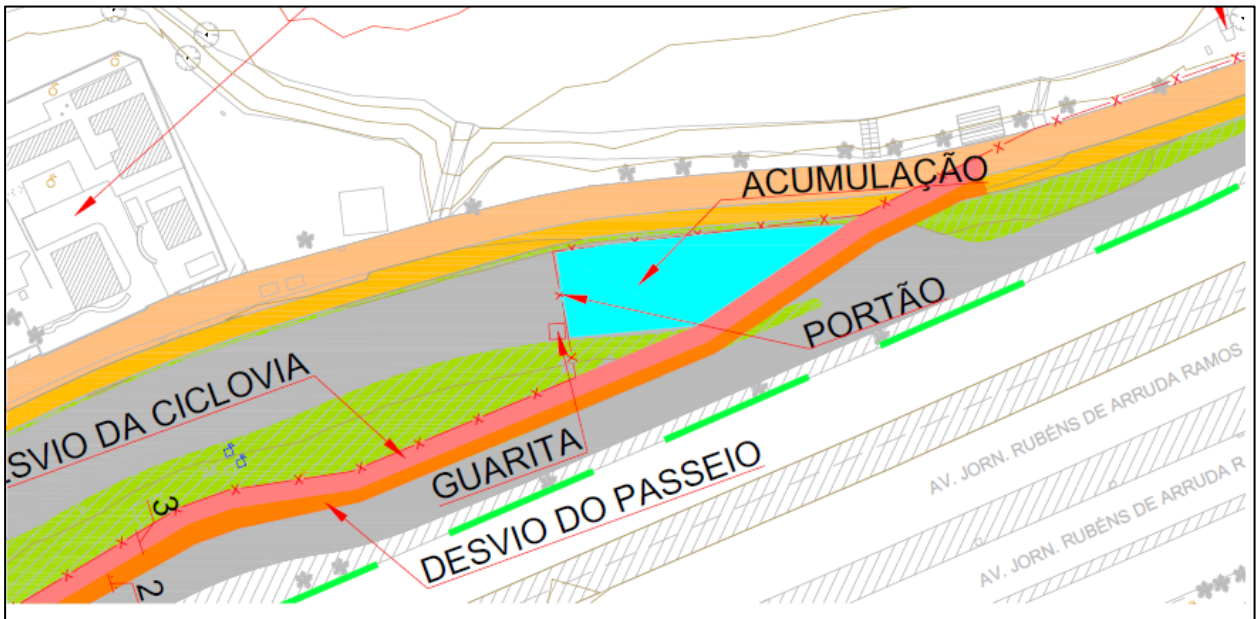 ACUMULAÇÃO
PORTÃO
SVIO DA CICLOVIA
GUARITA
DESVIO DO PASSEIO
AV. JORN. RUBÉNS DE ARRUDA RAMOS
AV. JORN. RUBÉNS DE ARRUDA R
3
2